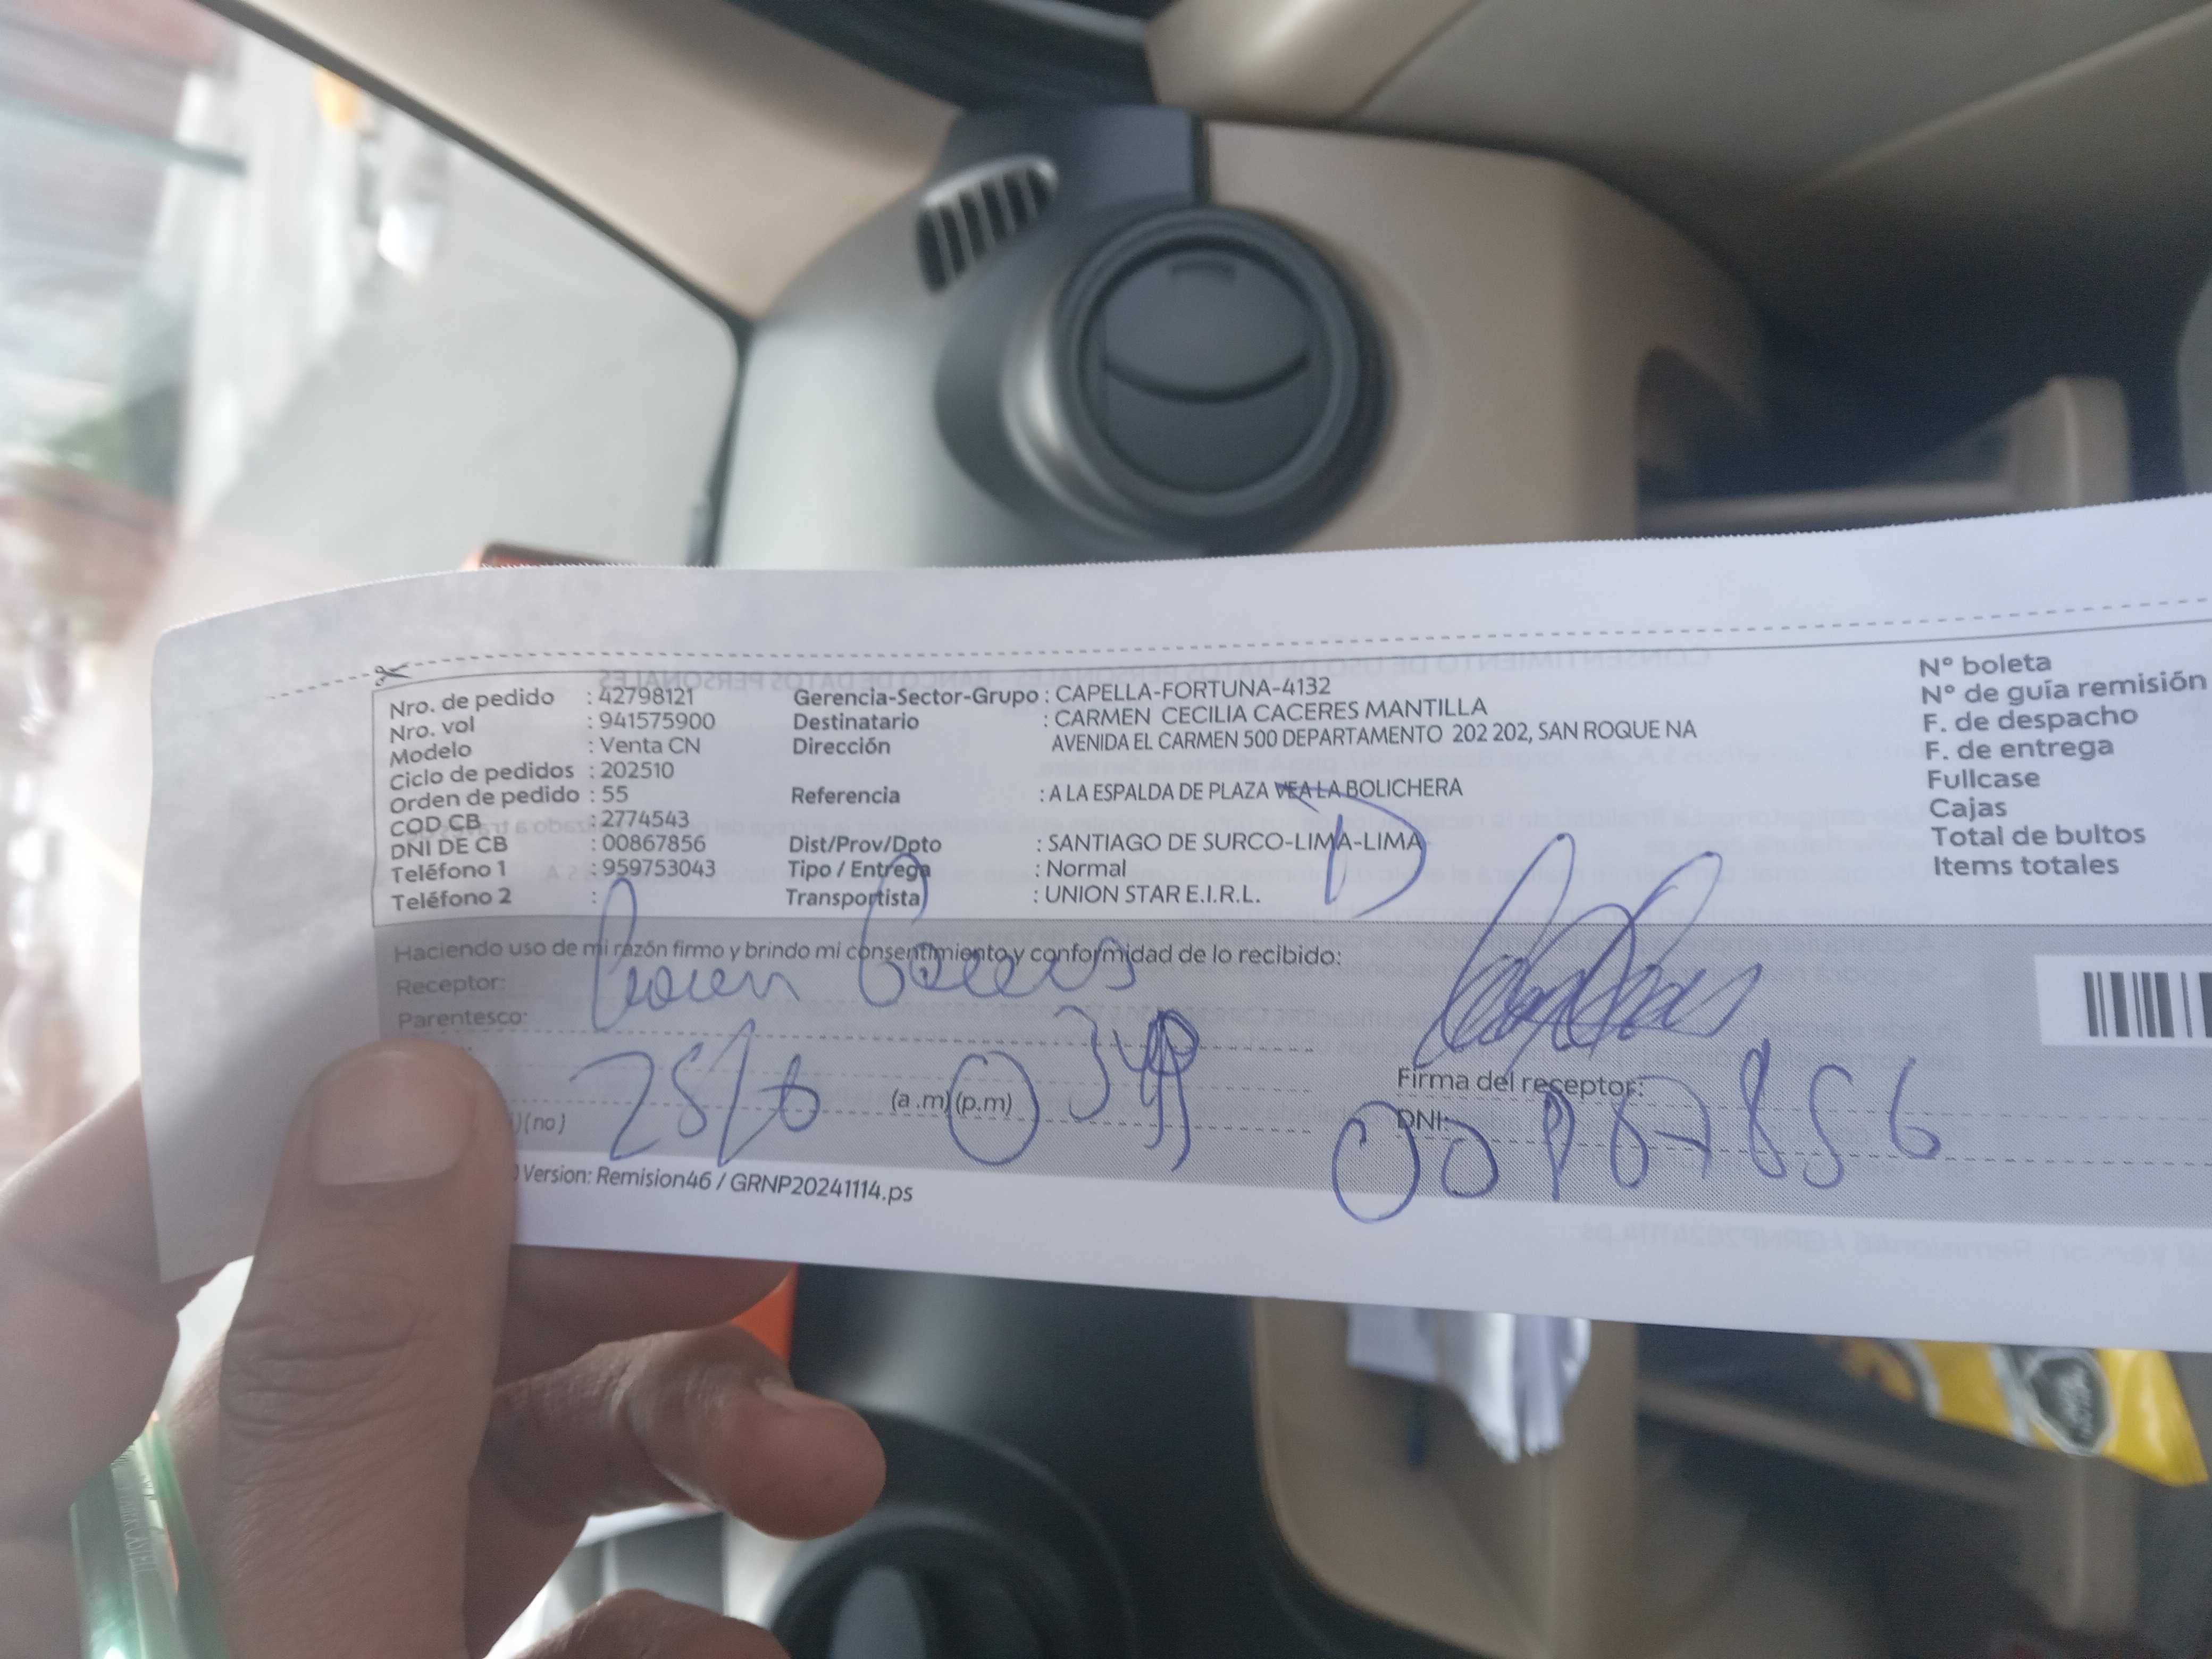 Nro. de pedido : 42798121 Gerencia-Sector-Grupo : CAPELLA-FORTUNA-4132 N° boleta
Nro. vol : 941575900 Destinatario : CARMEN CECILIA CACERES MANTILLA N° de guía remisión
Modelo : Venta CN Dirección AVENIDA EL CARMEN 500 DEPARTAMENTO 202 202, SAN ROQUE NA F. de despacho
Ciclo de pedidos : 202510 F. de entrega
Orden de pedido : 55 Referencia : A LA ESPALDA DE PLAZA VEA LA BOLICHERA Fullcase
COD CB : 2774543 Cajas
DNI DE CB : 00867856 Dist/Prov/Dpto : SANTIAGO DE SURCO-LIMA-LIMA Total de bultos
Teléfono 1 : 959753043 Tipo / Entrega : Normal Items totales
Teléfono 2 : Transportista : UNION STAR E.I.R.L.
D
Haciendo uso de mi razón firmo y brindo mi consentimiento y conformidad de lo recibido:
Receptor: Carmen Caceres
Parentesco:
25/6 (a.m)(p.m)
Firma del receptor:
(no) DNI: 00867856
Version: Remision46 / GRNP20241114.ps